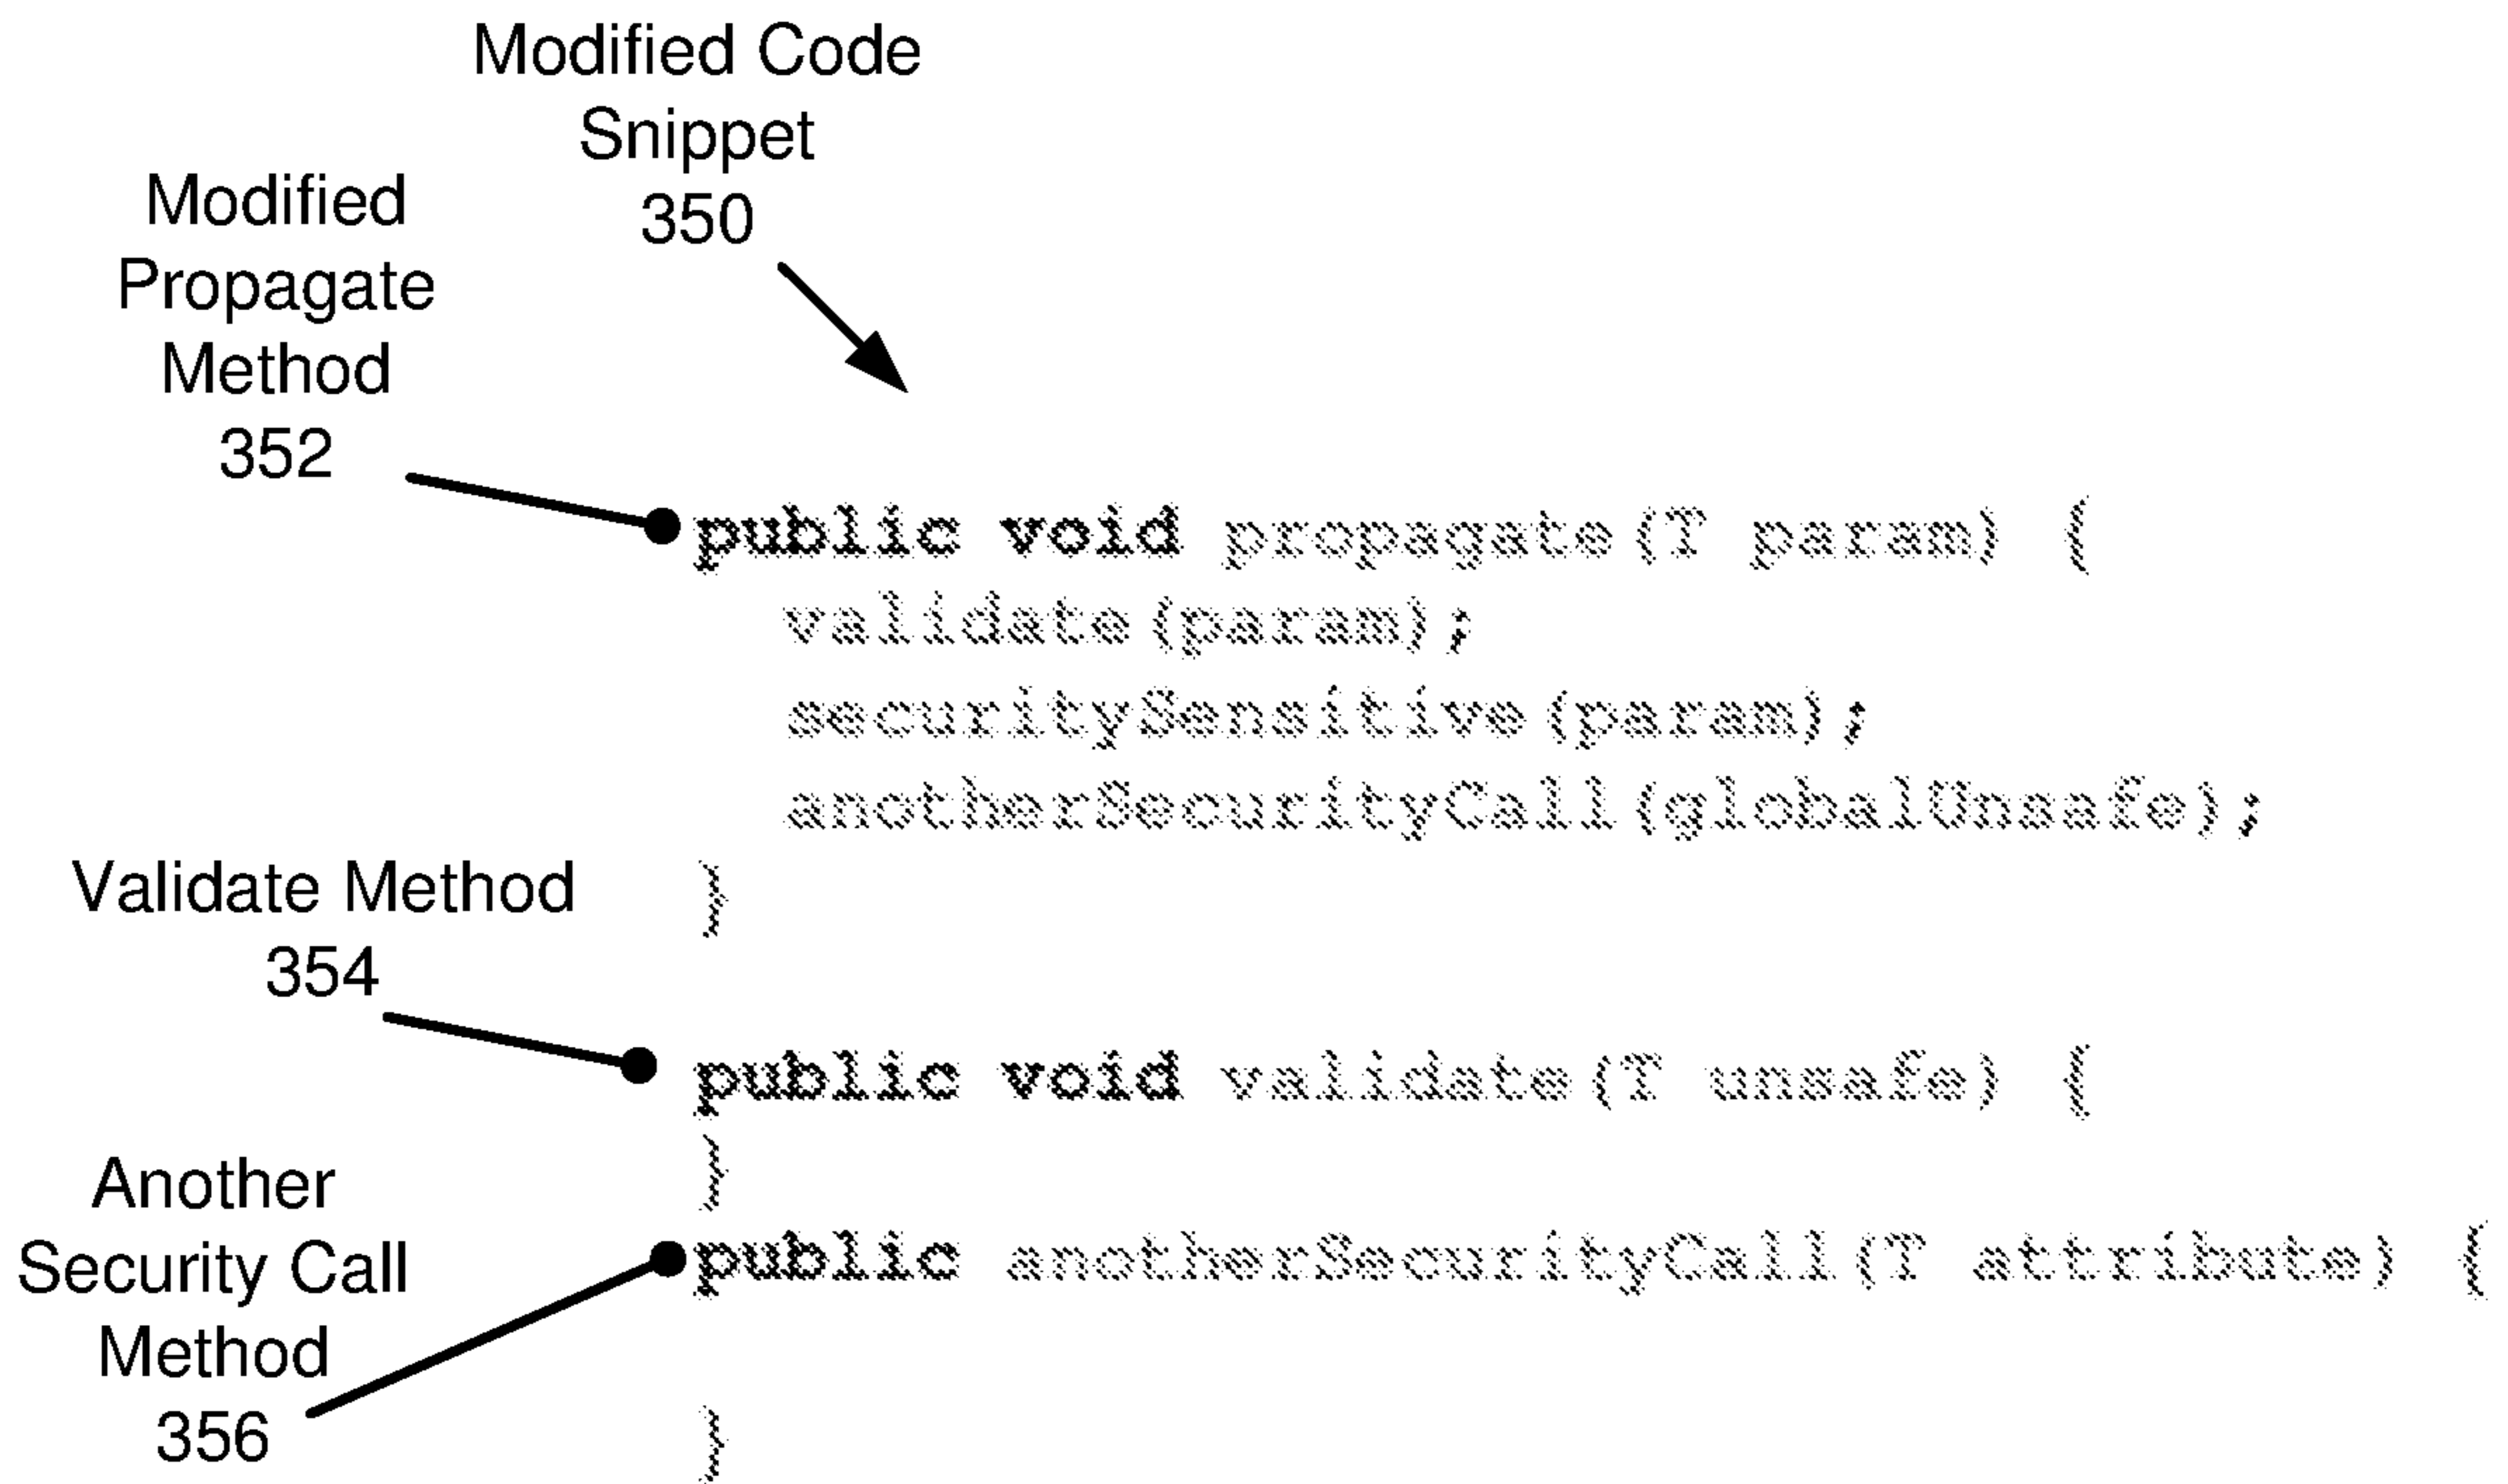 Modified Code
Snippet
350
Modified
Propagate
Method
352
public void propagate(T param) {
validate(param);
securitySensitive(param);
anotherSecurityCall(globalUnsafe);
}
Validate Method
354
public void validate(T unsafe) {
}
Another
Security Call
Method
356
public anotherSecurityCall(T attribute) {
}